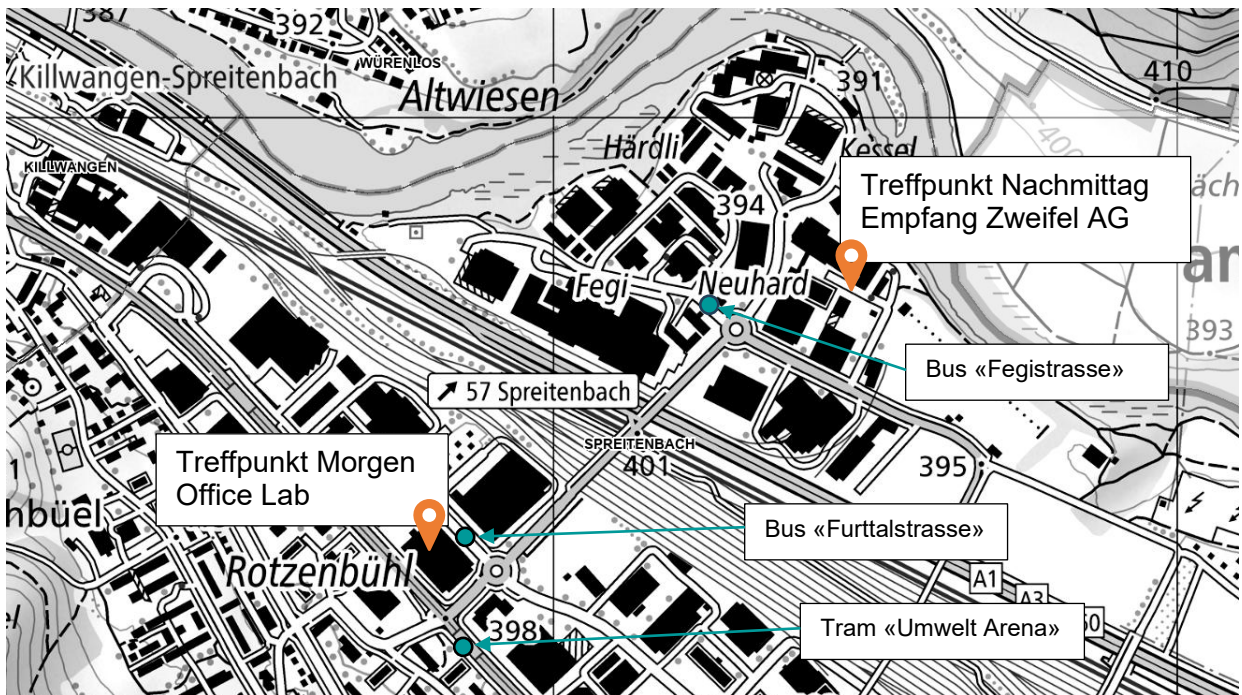 387
392
WÜRENLOS
Killwangen-Spreitenbach
Altwiesen
391
410
KILLWANGEN
Härdli
Kessel
400
Treffpunkt Nachmittag
Empfang Zweifel AG
394
Fegi
Neuhard
393
Bus «Fegistrasse»
57 Spreitenbach
SPREITENBACH
401
Treffpunkt Morgen
Office Lab
395
Bus «Furttalstrasse»
Rotzenbühl
A1
A3
398
Tram «Umwelt Arena»